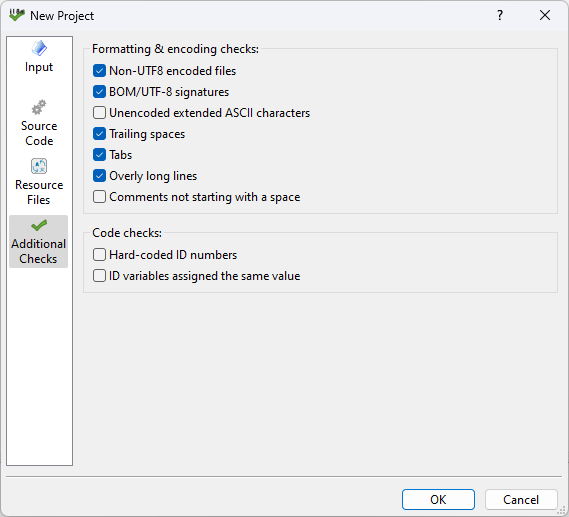 New Project
?
Input
Source
Code
Resource
Files
Additional
Checks
Formatting & encoding checks:
Non-UTF8 encoded files
BOM/UTF-8 signatures
Unencoded extended ASCII characters
Trailing spaces
Tabs
Overly long lines
Comments not starting with a space
Code checks:
Hard-coded ID numbers
ID variables assigned the same value
OK
Cancel